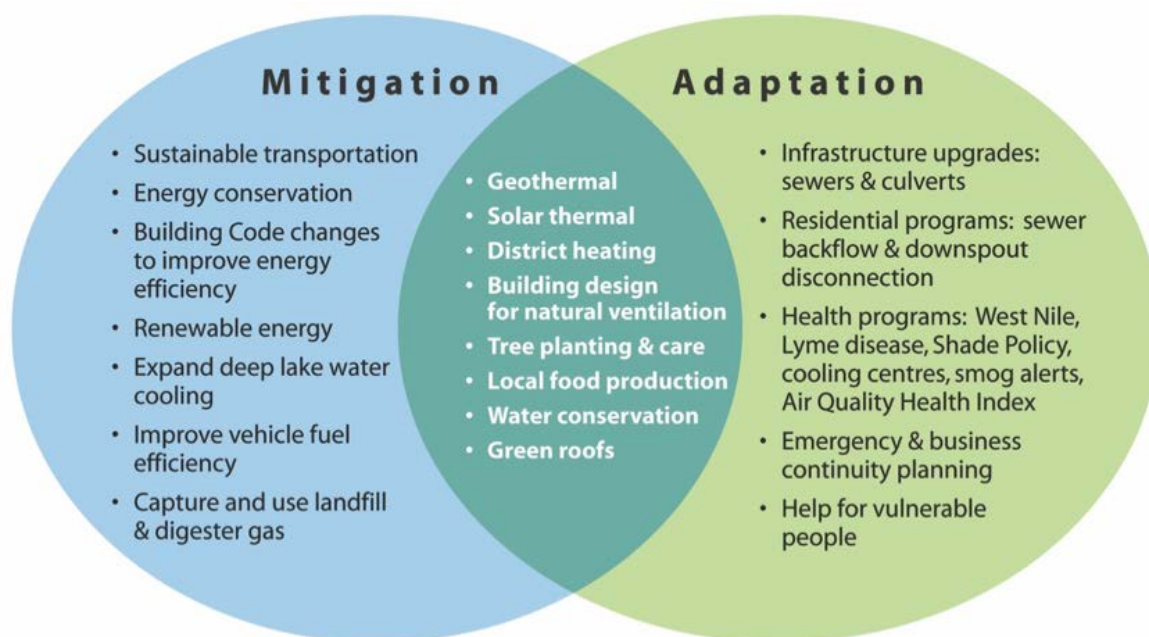 Mitigation
• Sustainable transportation
• Energy conservation
• Building Code changes
to improve energy
efficiency
• Renewable energy
• Expand deep lake water
cooling
• Improve vehicle fuel
efficiency
• Capture and use landfill
& digester gas
• Geothermal
• Solar thermal
• District heating
• Building design
for natural ventilation
• Tree planting & care
• Local food production
• Water conservation
• Green roofs
Adaptation
• Infrastructure upgrades:
sewers & culverts
• Residential programs: sewer
backflow & downspout
disconnection
• Health programs: West Nile,
Lyme disease, Shade Policy,
cooling centres, smog alerts,
Air Quality Health Index
• Emergency & business
continuity planning
• Help for vulnerable
people